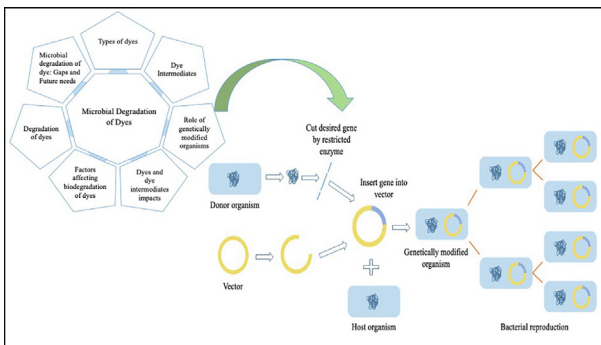 Types of dyes
Microbial
degradation of
dye: Gaps and
Future needs
Dye
Intermediates
Microbial Degradation
of Dyes
Degradation
of dyes
Role of
genetically
modified
organisms
Factors
affecting
biodegradation
of dyes
Dyes and
dye
intermediates
impacts
Cut desired gene
by restricted
enzyme
Donor organism
Insert gene into
vector
Vector
Genetically modified
organism
Host organism
Bacterial reproduction